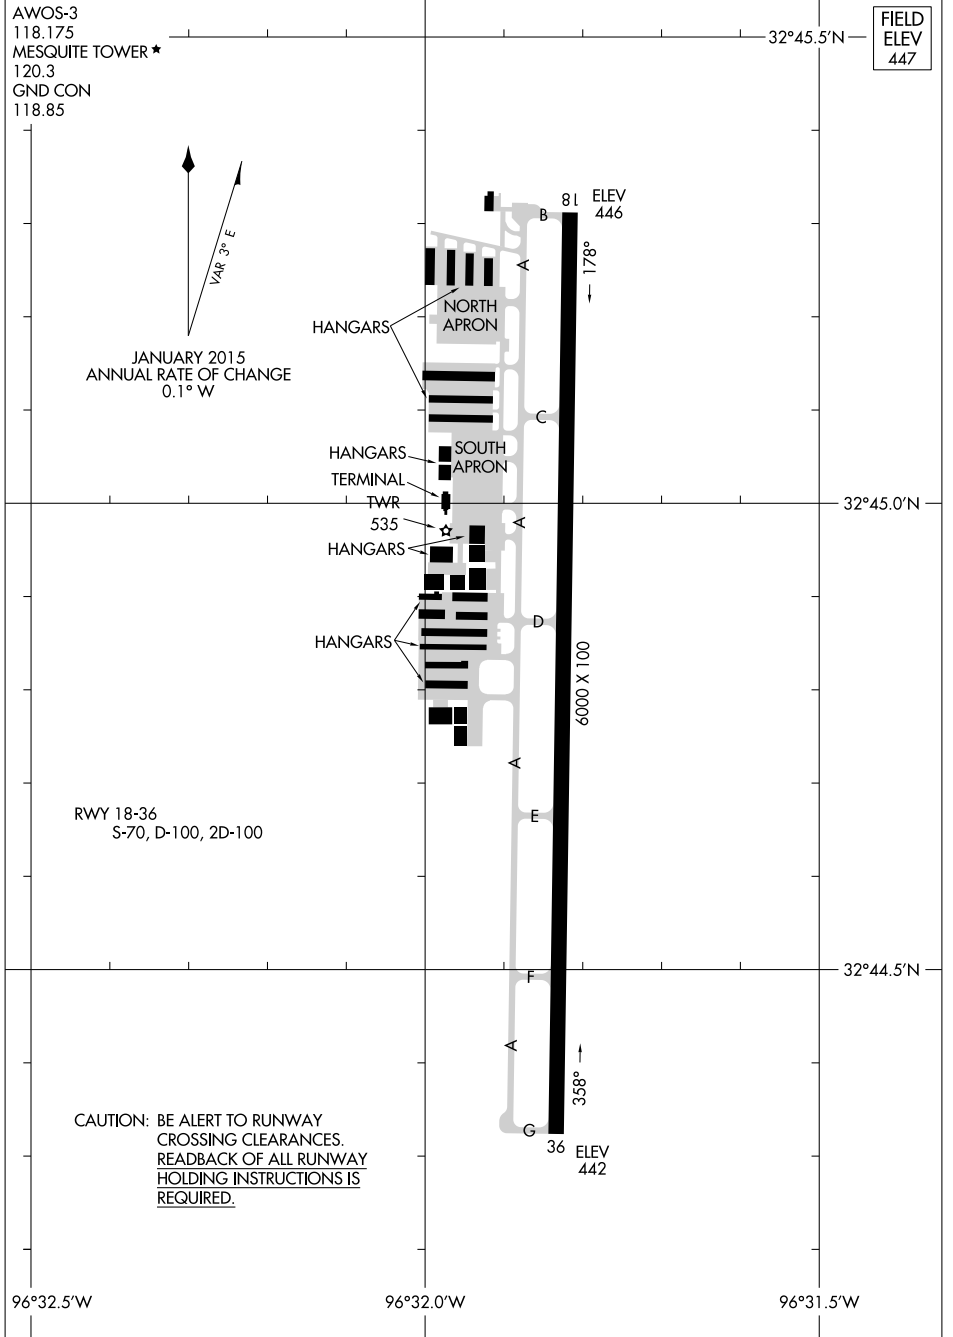 AWOS-3
118.175
MESQUITE TOWER★
120.3
GND CON
118.85
32°45.5'N
FIELD
ELEV
447
VAR 3° E
JANUARY 2015
ANNUAL RATE OF CHANGE
0.1° W
18
ELEV
446
B
A
178°
HANGARS
NORTH
APRON
C
HANGARS
SOUTH
APRON
TERMINAL
TWR
535
32°45.0'N
A
HANGARS
D
HANGARS
6000 X 100
A
RWY 18-36
S-70, D-100, 2D-100
E
32°44.5'N
F
A
358°
G
36
ELEV
442
CAUTION: BE ALERT TO RUNWAY
CROSSING CLEARANCES.
READBACK OF ALL RUNWAY
HOLDING INSTRUCTIONS IS
REQUIRED.
96°32.5'W
96°32.0'W
96°31.5'W